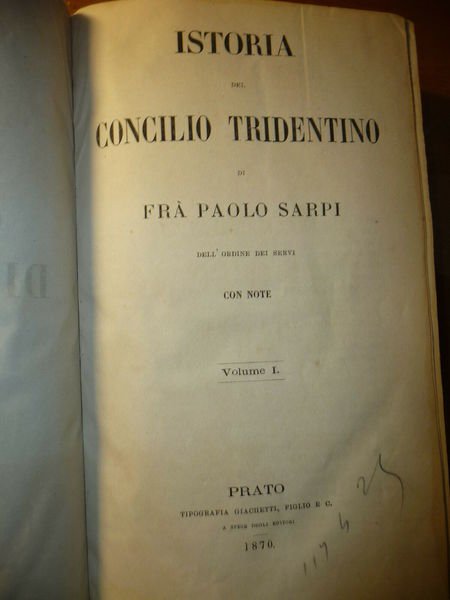 ISTORIA
DEL
CONCILIO TRIDENTINO
DI
FRÀ PAOLO SARPI
DELL' ORDINE DEI SERVI
CON NOTE
Volume I.
PRATO
TIPOGRAFIA GIACHETTI, FIGLIO E C.
A SPESE DEGLI EDITORI
1870.